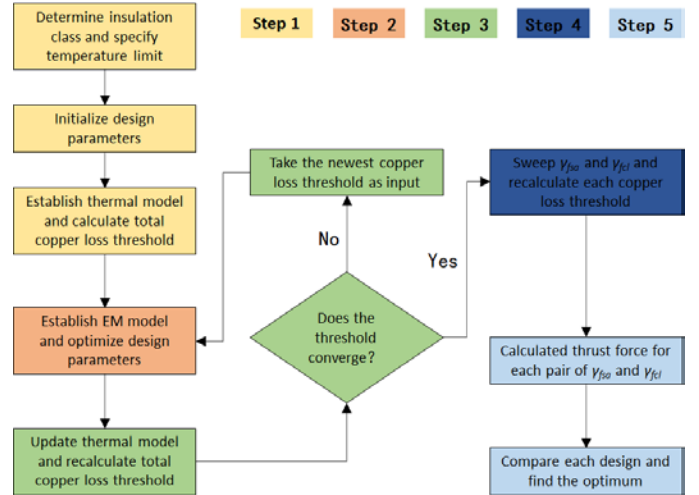 Determine insulation
class and specify
temperature limit
Step 1
Step 2
Step 3
Step 4
Step 5
Initialize design
parameters
Establish thermal model
and calculate total
copper loss threshold
Establish EM model
and optimize design
parameters
Update thermal model
and recalculate total
copper loss threshold
Take the newest copper
loss threshold as input
No
Yes
Does the
threshold
converge?
Sweep γfsa and γfcl and
recalculate each copper
loss threshold
Calculated thrust force for
each pair of γfsa and γfcl
Compare each design and
find the optimum